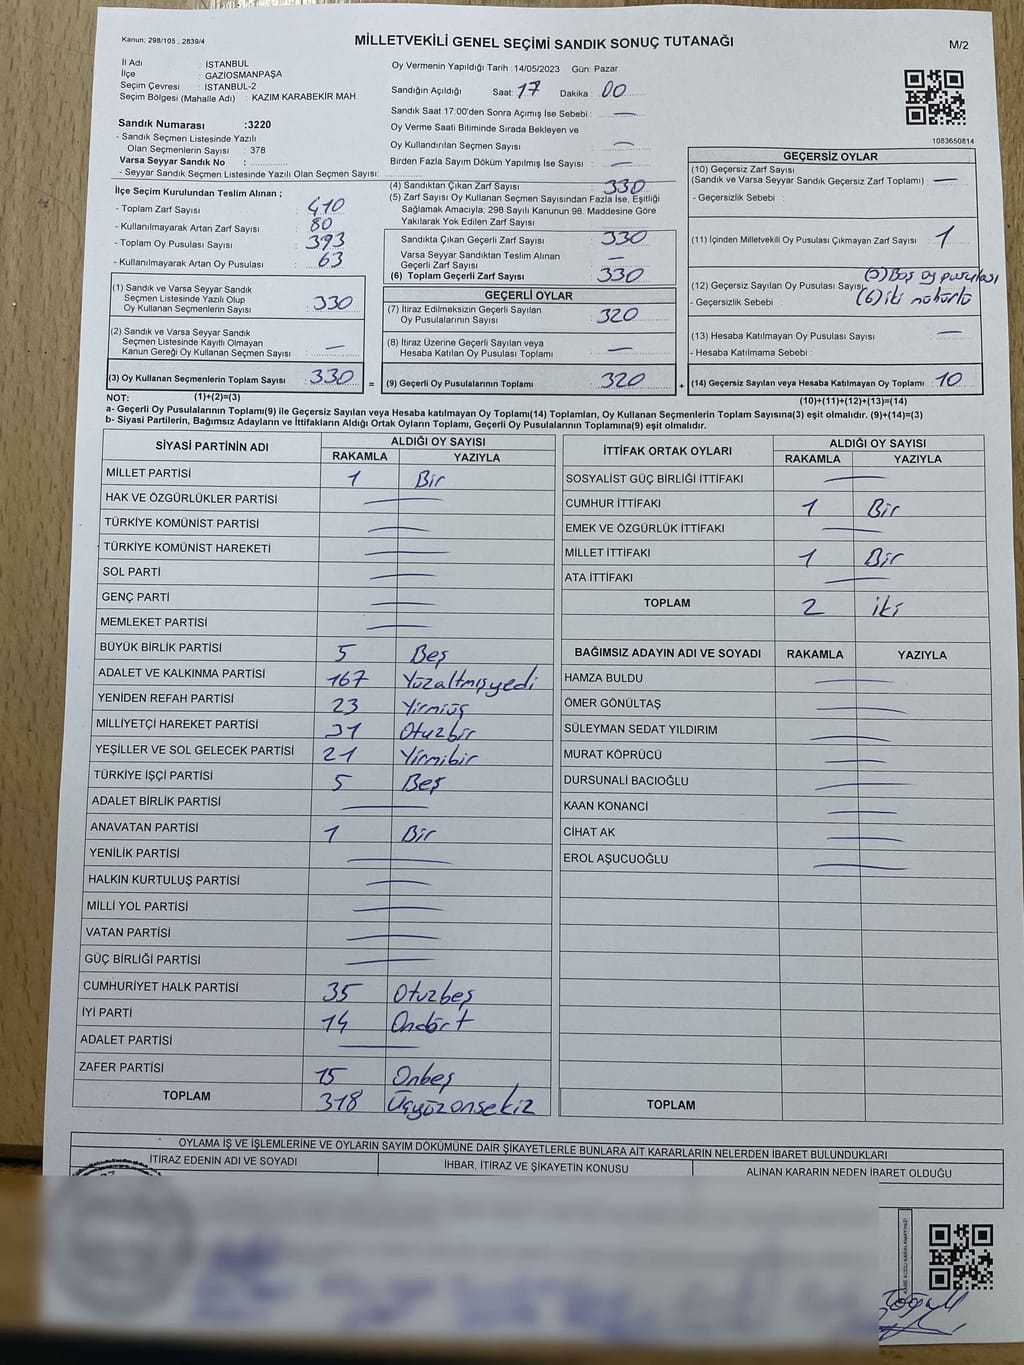 Kanun: 298/105 , 2839/4
MİLLETVEKİLİ GENEL SEÇİMİ SANDIK SONUÇ TUTANAĞI
M/2
İl Adı : İSTANBUL
İlçe : GAZİOSMANPAŞA
Seçim Çevresi : İSTANBUL-2
Seçim Bölgesi (Mahalle Adı) : KAZIM KARABEKİR MAH.
Sandık Numarası :3220
- Sandık Seçmen Listesinde Yazılı
Olan Seçmenlerin Sayısı : 378
Varsa Seyyar Sandık No :
- Seyyar Sandık Seçmen Listesinde Yazılı Olan Seçmen Sayısı:
Oy Vermenin Yapıldığı Tarih :14/05/2023 Gün: Pazar
Sandığın Açıldığı Saat: 17 Dakika : 00
Sandık Saat 17:00'den Sonra Açımış İse Sebebi : —
Oy Verme Saati Bitiminde Sırada Bekleyen ve
Oy Kullandırılan Seçmen Sayısı : —
Birden Fazla Sayım Döküm Yapılmış İse Sayısı : —
1083650814
İlçe Seçim Kurulundan Teslim Alınan ;
- Toplam Zarf Sayısı : 410
- Kullanılmayarak Artan Zarf Sayısı : 80
- Toplam Oy Pusulası Sayısı : 393
- Kullanılmayarak Artan Oy Pusulası : 63
(1) Sandık ve Varsa Seyyar Sandık
Seçmen Listesinde Yazılı Olup
Oy Kullanan Seçmenlerin Sayısı : 330
(2) Sandık ve Varsa Seyyar Sandık
Seçmen Listesinde Kayıtlı Olmayan
Kanun Gereği Oy Kullanan Seçmen Sayısı : —
(3) Oy Kullanan Seçmenlerin Toplam Sayısı : 330 =
(4) Sandıktan Çıkan Zarf Sayısı : 330
(5) Zarf Sayısı Oy Kullanan Seçmen Sayısından Fazla İse, Eşitliği
Sağlamak Amacıyla; 298 Sayılı Kanunun 98. Maddesine Göre
Yakılarak Yok Edilen Zarf Sayısı
Sandıkta Çıkan Geçerli Zarf Sayısı : 330
Varsa Seyyar Sandıktan Teslim Alınan
Geçerli Zarf Sayısı : —
(6) Toplam Geçerli Zarf Sayısı : 330
GEÇERLİ OYLAR
(7) İtiraz Edilmeksizin Geçerli Sayılan
Oy Pusulalarının Sayısı : 320
(8) İtiraz Üzerine Geçerli Sayılan veya
Hesaba Katılan Oy Pusulası Toplamı : —
(9) Geçerli Oy Pusulalarının Toplamı : 320 +
GEÇERSİZ OYLAR
(10) Geçersiz Zarf Sayısı
(Sandık ve Varsa Seyyar Sandık Geçersiz Zarf Toplamı) : —
- Geçersizlik Sebebi :
(11) İçinden Milletvekili Oy Pusulası Çıkmayan Zarf Sayısı : 1
(12) Geçersiz Sayılan Oy Pusulası Sayısı : (3) Boş oy pusulası
- Geçersizlik Sebebi : (6) iki mühürlü
(13) Hesaba Katılmayan Oy Pusulası Sayısı : —
- Hesaba Katılmama Sebebi :
(14) Geçersiz Sayılan veya Hesaba Katılmayan Oy Toplamı : 10
NOT: (1)+(2)=(3) (10)+(11)+(12)+(13)=(14)
a- Geçerli Oy Pusulalarının Toplamı(9) ile Geçersiz Sayılan veya Hesaba katılmayan Oy Toplamı(14) Toplamları, Oy Kullanan Seçmenlerin Toplam Sayısına(3) eşit olmalıdır. (9)+(14)=(3)
b- Siyasi Partilerin, Bağımsız Adayların ve İttifakların Aldığı Ortak Oyların Toplamı, Geçerli Oy Pusulalarının Toplamına(9) eşit olmalıdır.
SİYASİ PARTİNİN ADI ALDIĞI OY SAYISI
RAKAMLA YAZIYLA
MİLLET PARTİSİ 1 Bir
HAK VE ÖZGÜRLÜKLER PARTİSİ —
TÜRKİYE KOMÜNİST PARTİSİ —
TÜRKİYE KOMÜNİST HAREKETİ —
SOL PARTİ —
GENÇ PARTİ —
MEMLEKET PARTİSİ —
BÜYÜK BİRLİK PARTİSİ 5 Beş
ADALET VE KALKINMA PARTİSİ 167 Yüzaltmışyedi
YENİDEN REFAH PARTİSİ 23 Yirmiüç
MİLLİYETÇİ HAREKET PARTİSİ 31 Otuzbir
YEŞİLLER VE SOL GELECEK PARTİSİ 21 Yirmibir
TÜRKİYE İŞÇİ PARTİSİ 5 Beş
ADALET BİRLİK PARTİSİ —
ANAVATAN PARTİSİ 1 Bir
YENİLİK PARTİSİ —
HALKIN KURTULUŞ PARTİSİ —
MİLLİ YOL PARTİSİ —
VATAN PARTİSİ —
GÜÇ BİRLİĞİ PARTİSİ —
CUMHURİYET HALK PARTİSİ 35 Otuzbeş
İYİ PARTİ 14 Ondört
ADALET PARTİSİ —
ZAFER PARTİSİ 15 Onbeş
TOPLAM 318 Üçyüzonsekiz
İTTİFAK ORTAK OYLARI ALDIĞI OY SAYISI
RAKAMLA YAZIYLA
SOSYALİST GÜÇ BİRLİĞİ İTTİFAKI —
CUMHUR İTTİFAKI 1 Bir
EMEK VE ÖZGÜRLÜK İTTİFAKI —
MİLLET İTTİFAKI 1 Bir
ATA İTTİFAKI —
TOPLAM 2 iki
BAĞIMSIZ ADAYIN ADI VE SOYADI RAKAMLA YAZIYLA
HAMZA BULDU —
ÖMER GÖNÜLTAŞ —
SÜLEYMAN SEDAT YILDIRIM —
MURAT KÖPRÜCÜ —
DURSUNALİ BACIOĞLU —
KAAN KONANCİ —
CİHAT AK —
EROL AŞUCUOĞLU —
TOPLAM
OYLAMA İŞ VE İŞLEMLERİNE VE OYLARIN SAYIM DÖKÜMÜNE DAİR ŞİKAYETLERLE BUNLARA AİT KARARLARIN NELERDEN İBARET BULUNDUKLARI
İTİRAZ EDENİN ADI VE SOYADI İHBAR, İTİRAZ VE ŞİKAYETİN KONUSU ALINAN KARARIN NEDEN İBARET OLDUĞU